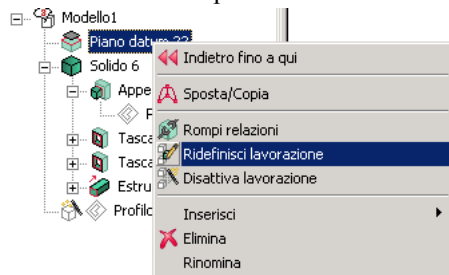 Modello1
Piano datum 22
Indietro fino a qui
Solido 6
Appe
Sposta/Copia
F
Rompi relazioni
Tasca
Ridefinisci lavorazione
Tasca
Disattiva lavorazione
Estru
Profilo
Inserisci
Elimina
Rinomina